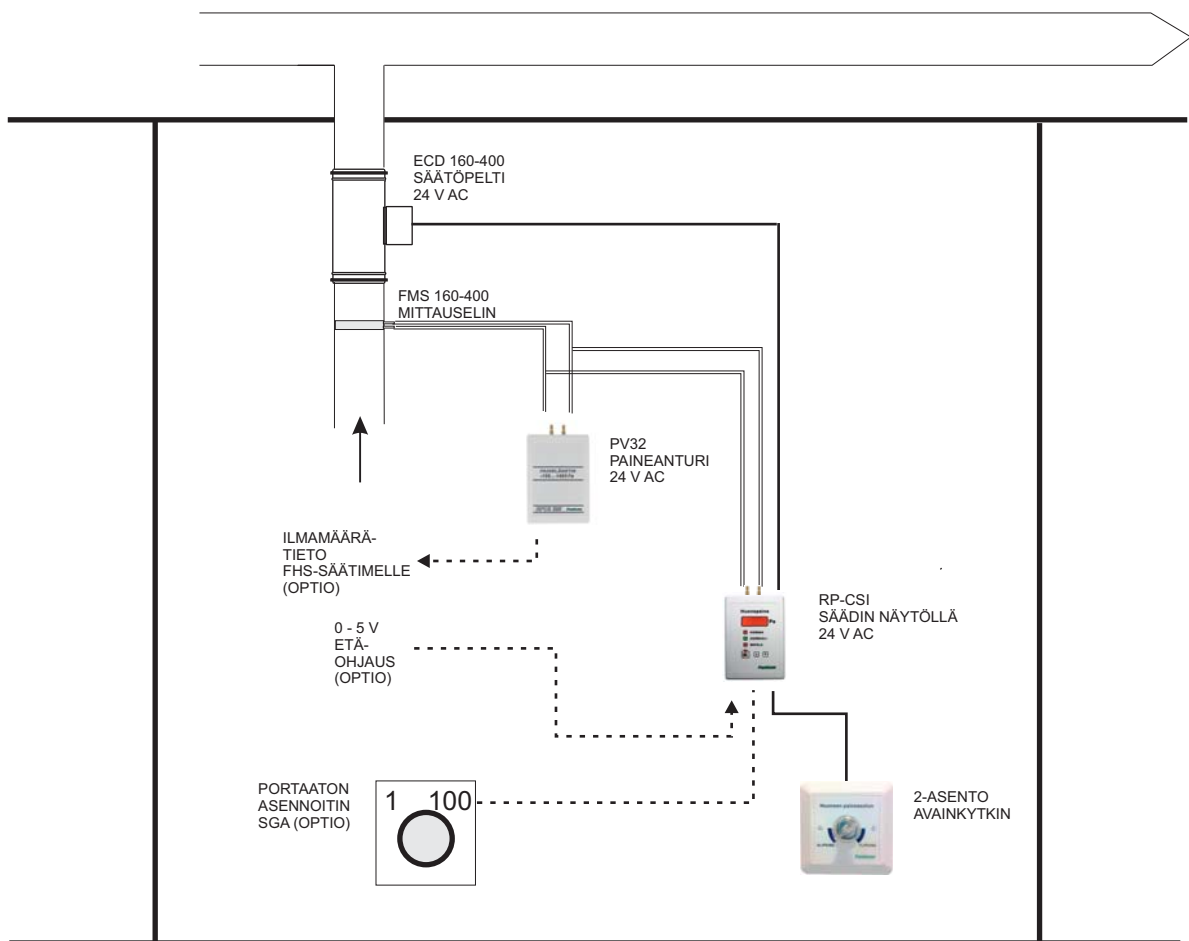 ECD 160-400
SÄÄTÖPELTI
24 V AC
FMS 160-400
MITTAUSELIN
PV32
PAINEANTURI
24 V AC
ILMAMÄÄRÄ-
TIETO
FHS-SÄÄTIMELLE
(OPTIO)
RP-CSI
SÄÄDIN NÄYTÖLLÄ
24 V AC
Huonepaine
Pa
0 - 5 V
ETÄ-
OHJAUS
(OPTIO)
PORTAATON
ASENNOITIN
SGA (OPTIO)
1 100
2-ASENTO
AVAINKYTKIN